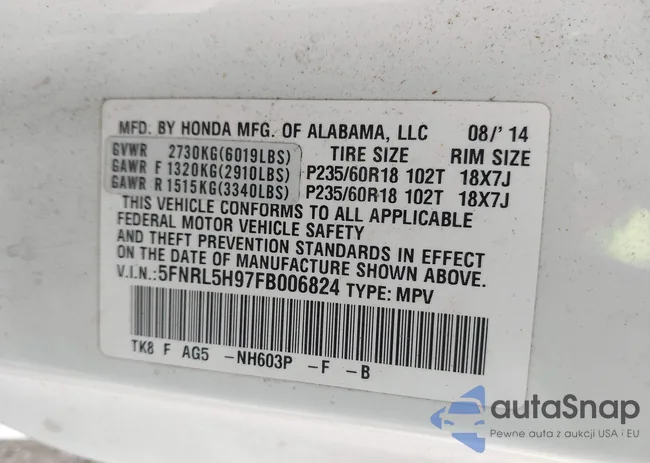 MFD. BY HONDA MFG. OF ALABAMA, LLC 08/'14
GVWR 2730KG(6019LBS) TIRE SIZE RIM SIZE
GAWR F 1320KG(2910LBS) P235/60R18 102T 18X7J
GAWR R 1515KG(3340LBS) P235/60R18 102T 18X7J
THIS VEHICLE CONFORMS TO ALL APPLICABLE
FEDERAL MOTOR VEHICLE SAFETY
AND THEFT PREVENTION STANDARDS IN EFFECT
ON THE DATE OF MANUFACTURE SHOWN ABOVE.
V.I.N.:5FNRL5H97FB006824 TYPE: MPV
TK8 F AG5 -NH603P -F -B
autaSnap
Pewne auta z aukcji USA i EU